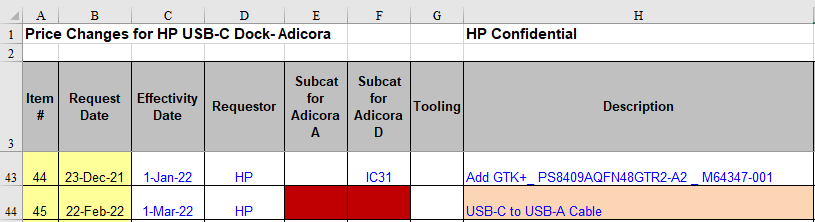 A B C D E F G H
1 Price Changes for HP USB-C Dock- Adicora HP Confidential
2
3 Item # Request Date Effectivity Date Requestor Subcat for Adicora A Subcat for Adicora D Tooling Description
43 44 23-Dec-21 1-Jan-22 HP IC31 Add GTK+_ PS8409AQFN48GTR2-A2 _ M64347-001
44 45 22-Feb-22 1-Mar-22 HP USB-C to USB-A Cable